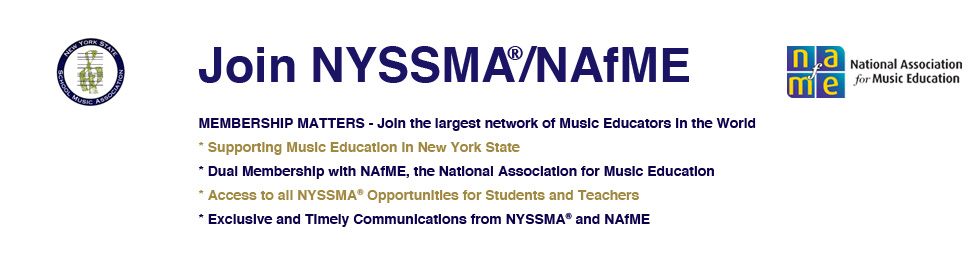 NEW YORK STATE
SCHOOL MUSIC ASSOCIATION
Join NYSSMA®/NAfME
n a
f
m e
National Association
for Music Education
MEMBERSHIP MATTERS - Join the largest network of Music Educators in the World
* Supporting Music Education in New York State
* Dual Membership with NAfME, the National Association for Music Education
* Access to all NYSSMA® Opportunities for Students and Teachers
* Exclusive and Timely Communications from NYSSMA® and NAfME